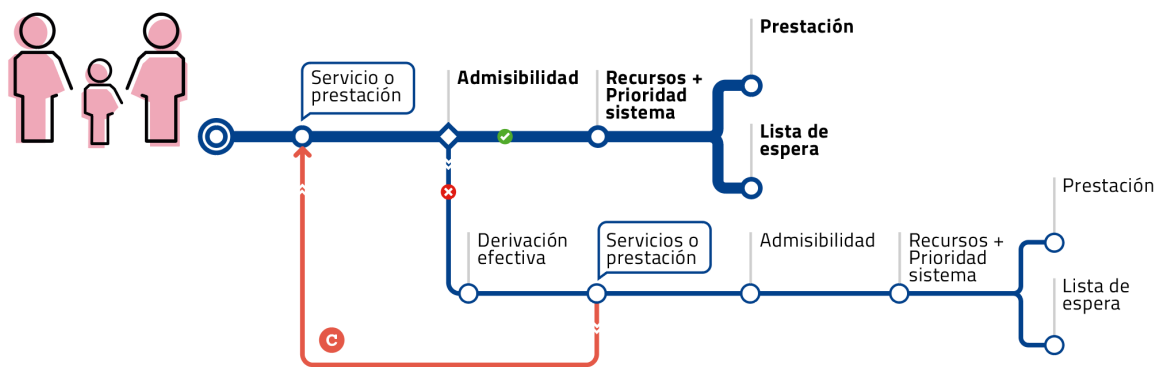 Prestación
Servicio o
prestación
Admisibilidad
Recursos +
Prioridad
sistema
Lista de
espera
Derivación
efectiva
Servicios o
prestación
Admisibilidad
Recursos +
Prioridad
sistema
Prestación
Lista de
espera
C